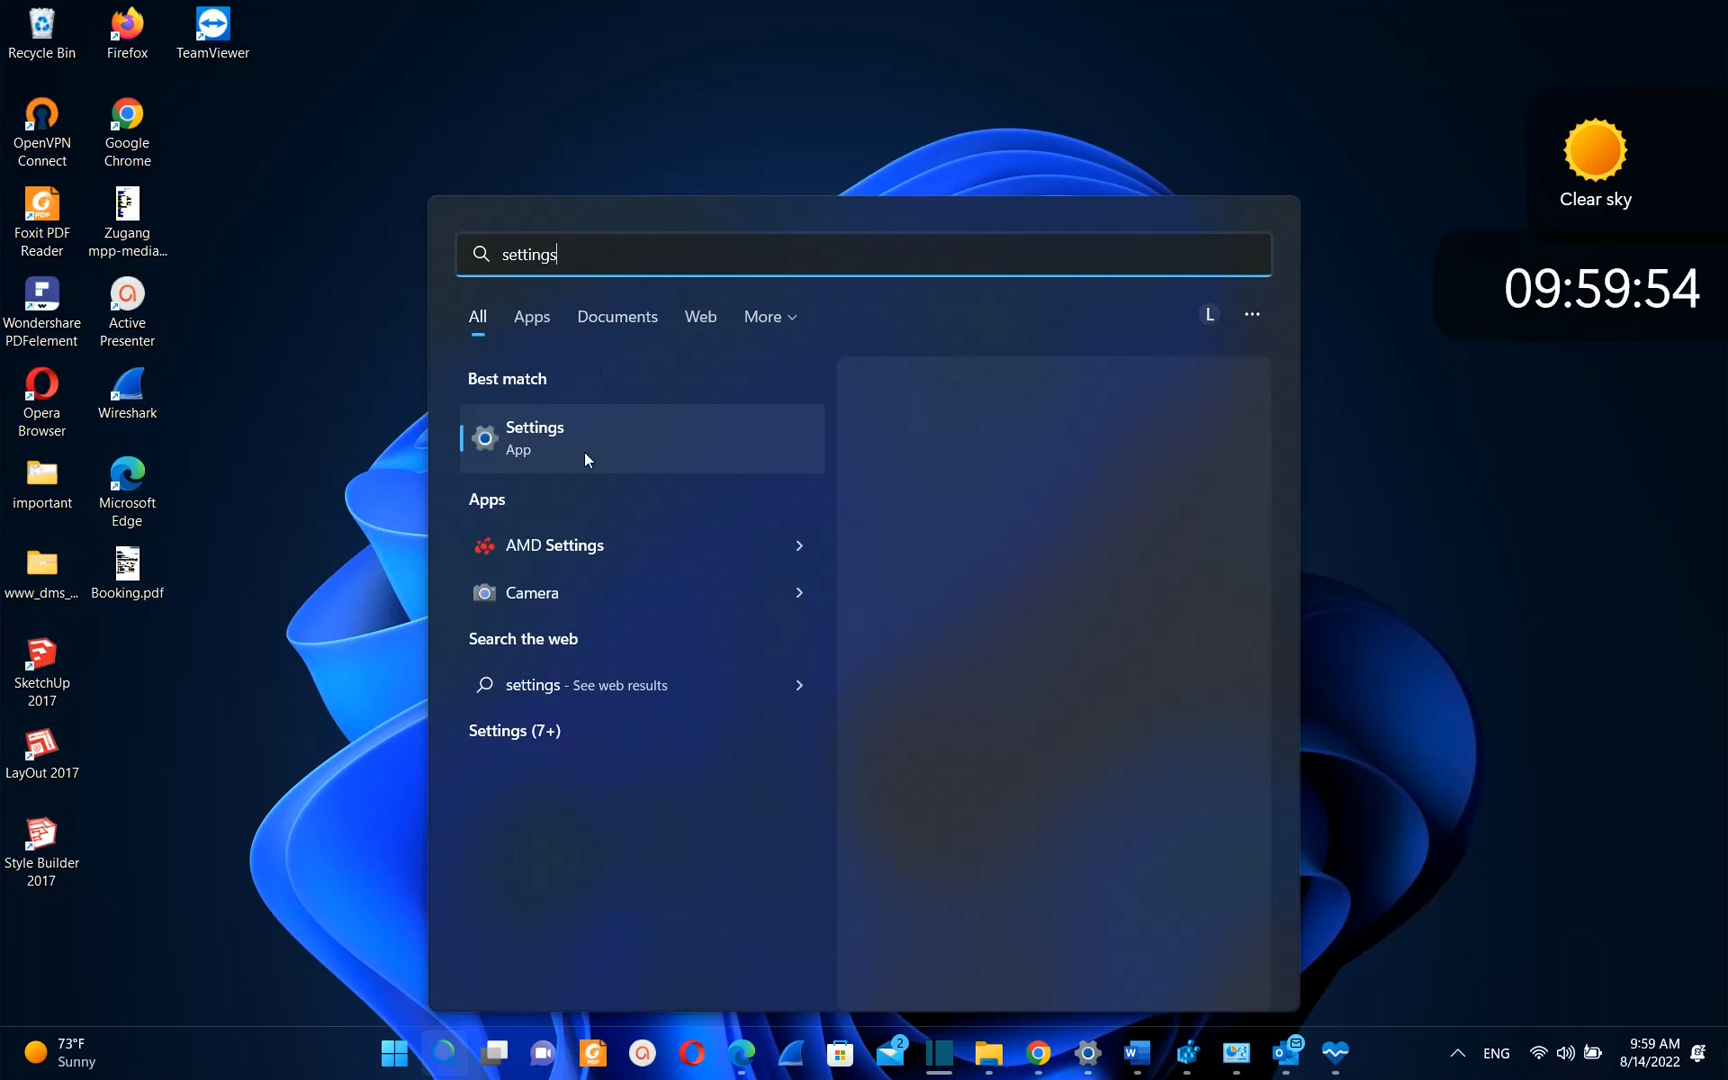 Recycle Bin
Firefox
TeamViewer
OpenVPN
Connect
Google
Chrome
Foxit PDF
Reader
Zugang
mpp-media...
Wondershare
PDFelement
Active
Presenter
Opera
Browser
Wireshark
important
Microsoft
Edge
www_dms_...
Booking.pdf
SketchUp
2017
LayOut 2017
Style Builder
2017
settings
All Apps Documents Web More
L
Best match
Settings
App
Apps
AMD Settings
Camera
Search the web
settings - See web results
Settings (7+)
Clear sky
09:59:54
73°F
Sunny
2
ENG
9:59 AM
8/14/2022